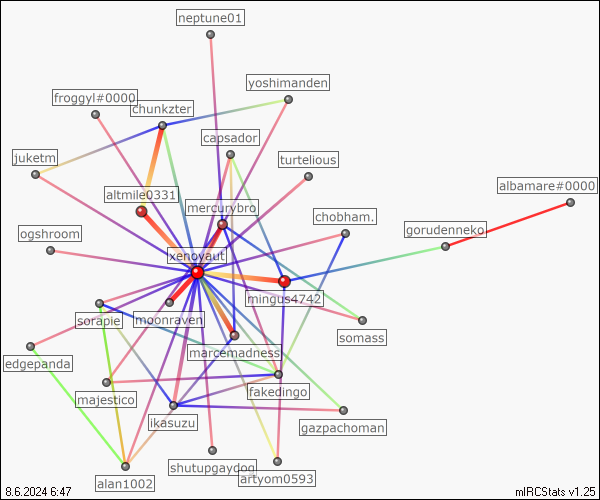 neptune01
yoshimanden
froggyl#0000
chunkzter
capsador
juketm
turtelious
albamare#0000
altmile0331
mercurybro
chobham.
gorudenneko
ogshroom
xenoyaut
mingus4742
sorapie
moonraven
somass
marcemadness
edgepanda
fakedingo
majestico
ikasuzu
gazpachoman
shutupgaydog
artyom0593
alan1002
8.6.2024 6:47
mIRCStats v1.25